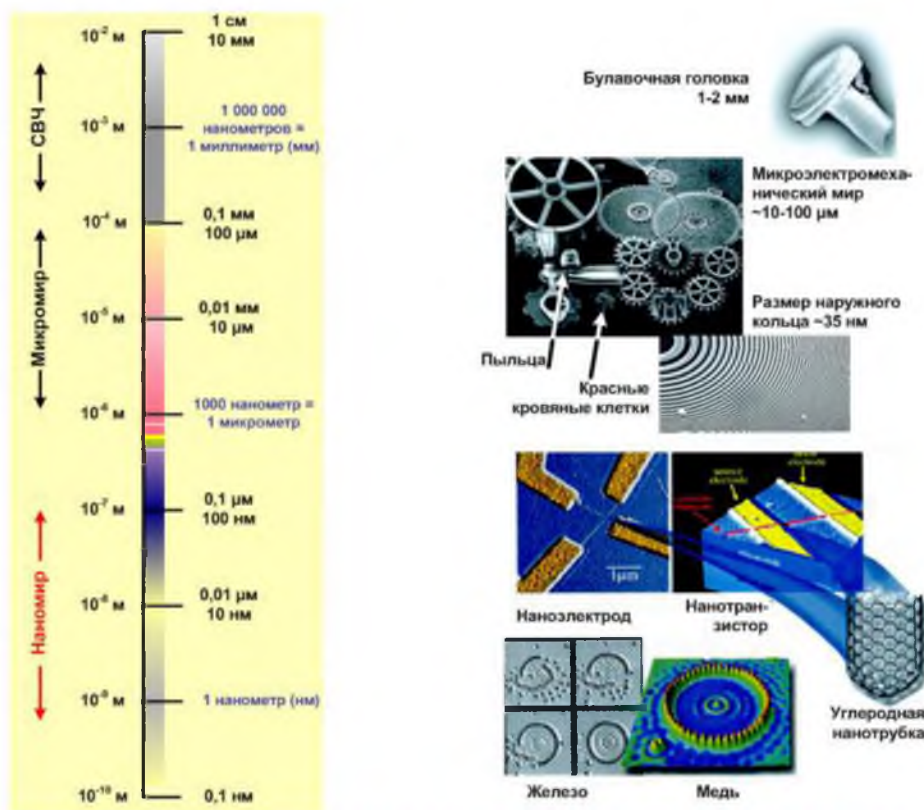 10⁻² м
1 см
10 мм
СВЧ
10⁻³ м
1 000 000
нанометров =
1 миллиметр (мм)
10⁻⁴ м
0,1 мм
100 μм
Микромир
10⁻⁵ м
0,01 мм
10 μм
10⁻⁶ м
1000 нанометр =
1 микрометр
10⁻⁷ м
0,1 μм
100 нм
Наномир
10⁻⁸ м
0,01 μм
10 нм
10⁻⁹ м
1 нанометр (нм)
10⁻¹⁰ м
0,1 нм
Булавочная головка
1-2 мм
Микроэлектромеха-
нический мир
~10-100 μм
Размер наружного
кольца ~35 нм
Пыльца
Красные
кровяные клетки
1μm
Наноэлектрод
Нанотран-
зистор
Углеродная
нанотрубка
Железо
Медь